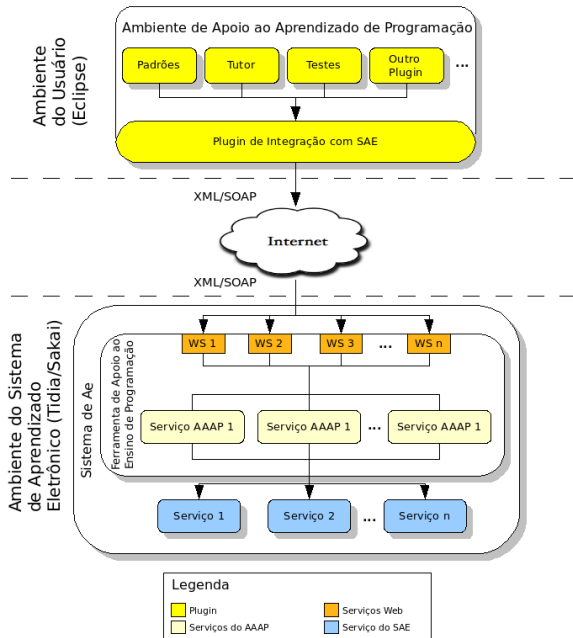 Ambiente de Apoio ao Aprendizado de Programação
Padrões
Tutor
Testes
Outro
Plugin
...
Ambiente
do Usuário
(Eclipse)
Plugin de Integração com SAE
XML/SOAP
Internet
XML/SOAP
Ambiente do Sistema
de Aprendizado
Eletrônico (Tidia/Sakai)
Sistema de Ae
Ferramenta de Apoio ao
Ensino de Programação
WS 1
WS 2
WS 3
...
WS n
Serviço AAAP 1
Serviço AAAP 1
...
Serviço AAAP 1
Serviço 1
Serviço 2
...
Serviço n
Legenda
Plugin
Serviços Web
Serviços do AAAP
Serviço do SAE